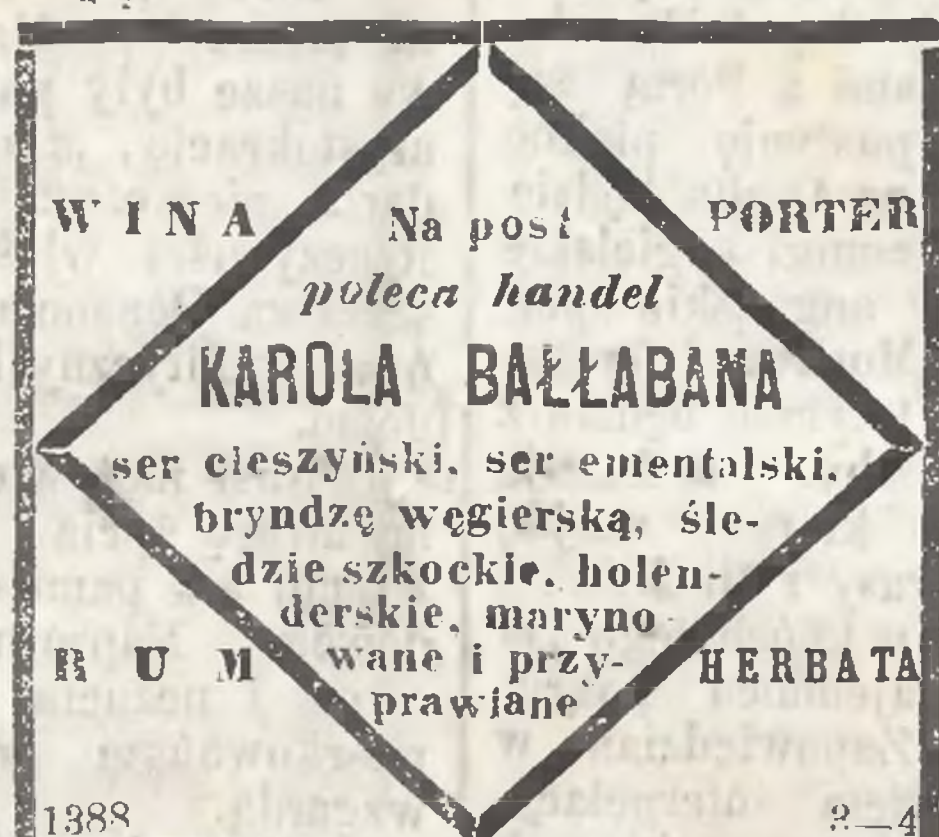 WINA
PORTER
Na post
poleca handel
KAROLA BAŁŁABANA
ser cieszyński, ser ementalski,
bryndzę węgierską, śle-
dzie szkockie, holen-
derskie, maryno-
wane i przy-
prawiane
RUM
HERBATA
1388
—4